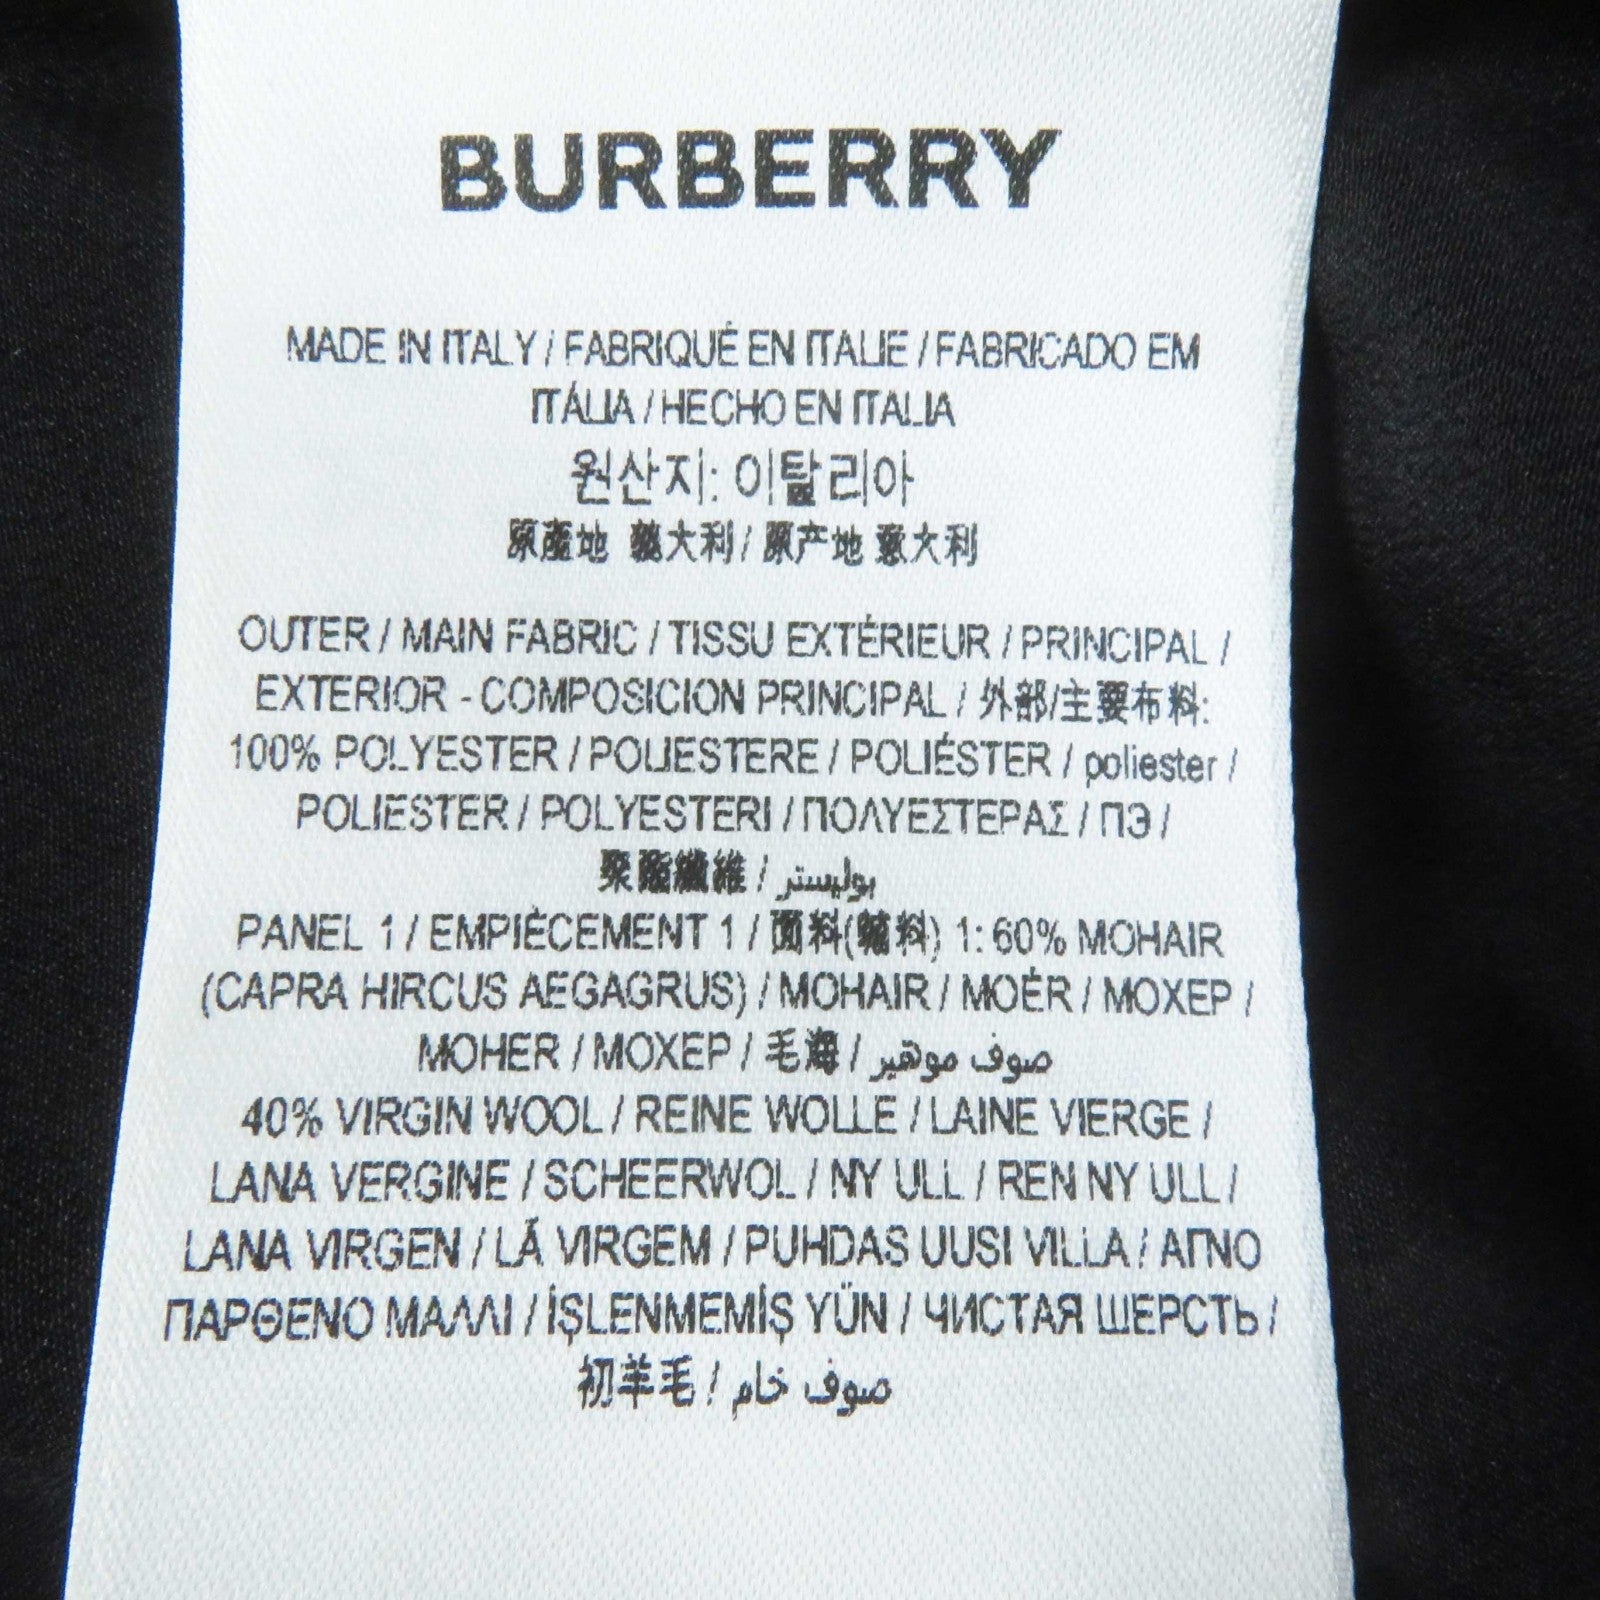 BURBERRY
MADE IN ITALY / FABRIQUÉ EN ITALIE / FABRICADO EM
ITÁLIA / HECHO EN ITALIA
원산지: 이탈리아
原產地 義大利 / 原产地 意大利
OUTER / MAIN FABRIC / TISSU EXTÉRIEUR / PRINCIPAL /
EXTERIOR - COMPOSICION PRINCIPAL / 外部/主要布料:
100% POLYESTER / POLIESTERE / POLIÉSTER / poliester /
POLIESTER / POLYESTERI / ΠΟΛΥΕΣΤΕΡΑΣ / ПЭ /
聚酯纖維 / بوليستر
PANEL 1 / EMPIÈCEMENT 1 / 面料(輔料) 1: 60% MOHAIR
(CAPRA HIRCUS AEGAGRUS) / MOHAIR / MOÉR / ΜΟΧΕΡ /
MOHER / МОХЕР / 毛海 / صوف موهير
40% VIRGIN WOOL / REINE WOLLE / LAINE VIERGE /
LANA VERGINE / SCHEERWOL / NY ULL / REN NY ULL /
LANA VIRGEN / LÃ VIRGEM / PUHDAS UUSI VILLA / ΑΓΝΟ
ΠΑΡΘΕΝΟ ΜΑΛΛΙ / İŞLENMEMİŞ YÜN / ЧИСТАЯ ШЕРСТЬ /
初羊毛 / صوف خام